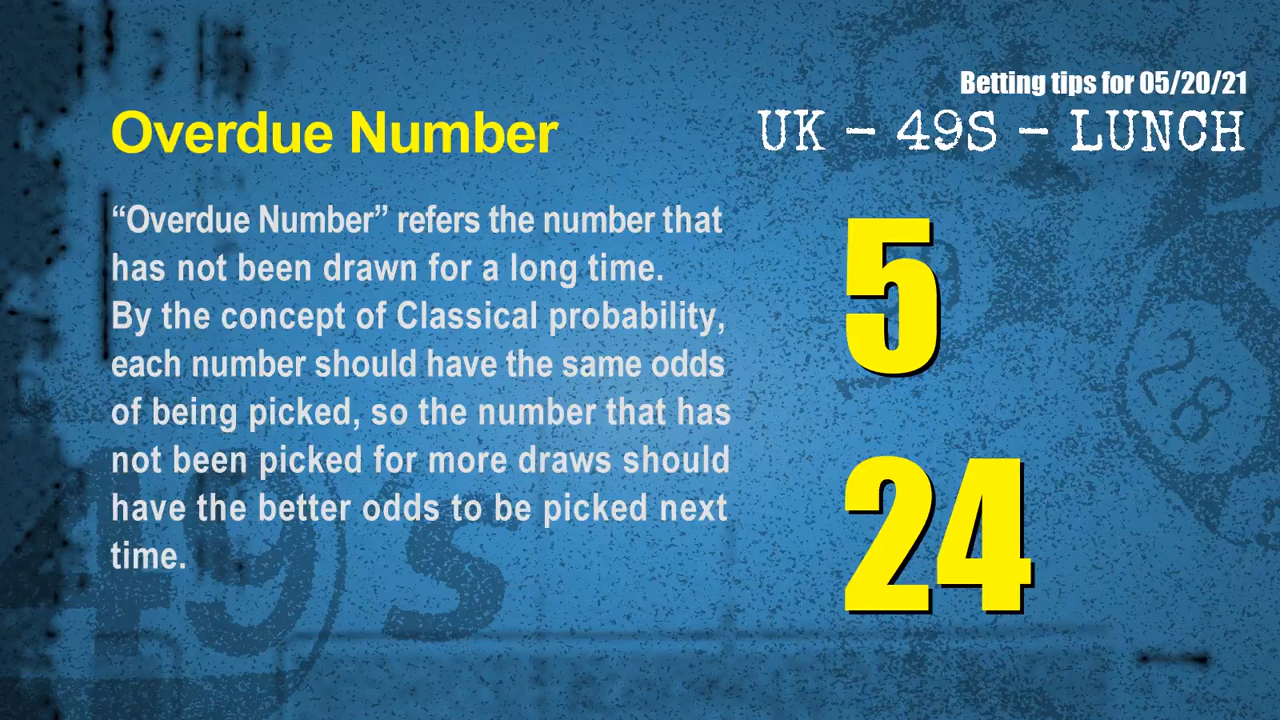 Betting tips for 05/20/21
UK - 49S - LUNCH
Overdue Number
“Overdue Number” refers the number that
has not been drawn for a long time.
By the concept of Classical probability,
each number should have the same odds
of being picked, so the number that has
not been picked for more draws should
have the better odds to be picked next
time.
5
24
49's
28